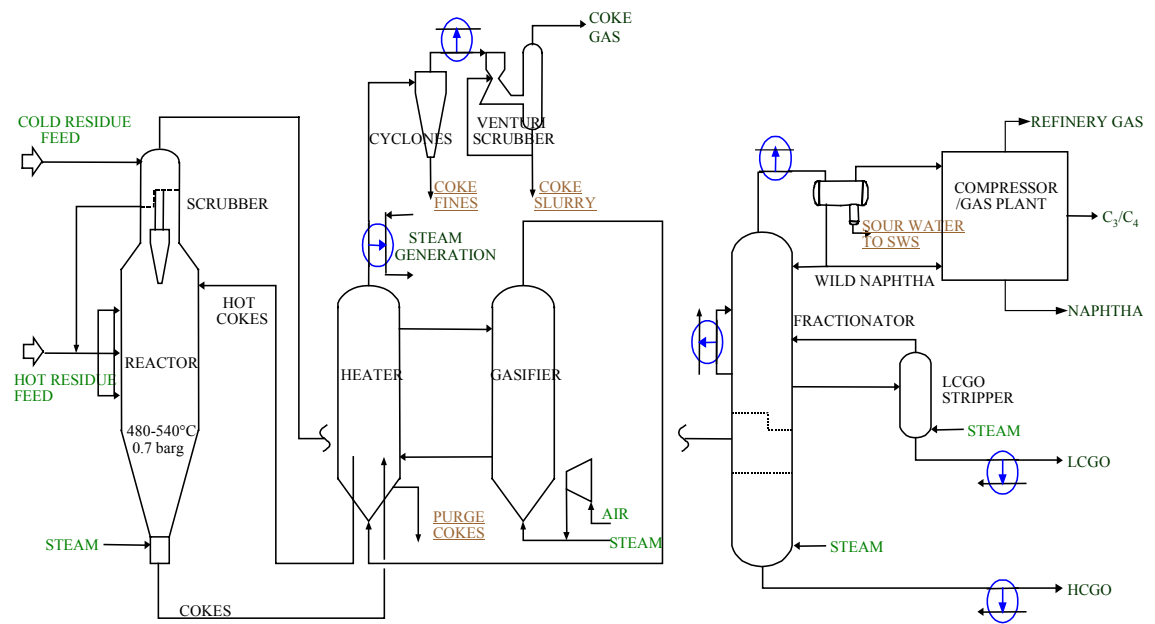 COKE
GAS
COLD RESIDUE
FEED
CYCLONES
VENTURI
SCRUBBER
REFINERY GAS
COMPRESSOR
/GAS PLANT
C3/C4
SCRUBBER
COKE
FINES
COKE
SLURRY
SOUR WATER
TO SWS
STEAM
GENERATION
WILD NAPHTHA
HOT
COKES
NAPHTHA
FRACTIONATOR
REACTOR
HOT RESIDUE
FEED
HEATER
GASIFIER
LCGO
STRIPPER
480-540°C
0.7 barg
STEAM
LCGO
PURGE
COKES
AIR
STEAM
STEAM
STEAM
HCGO
COKES